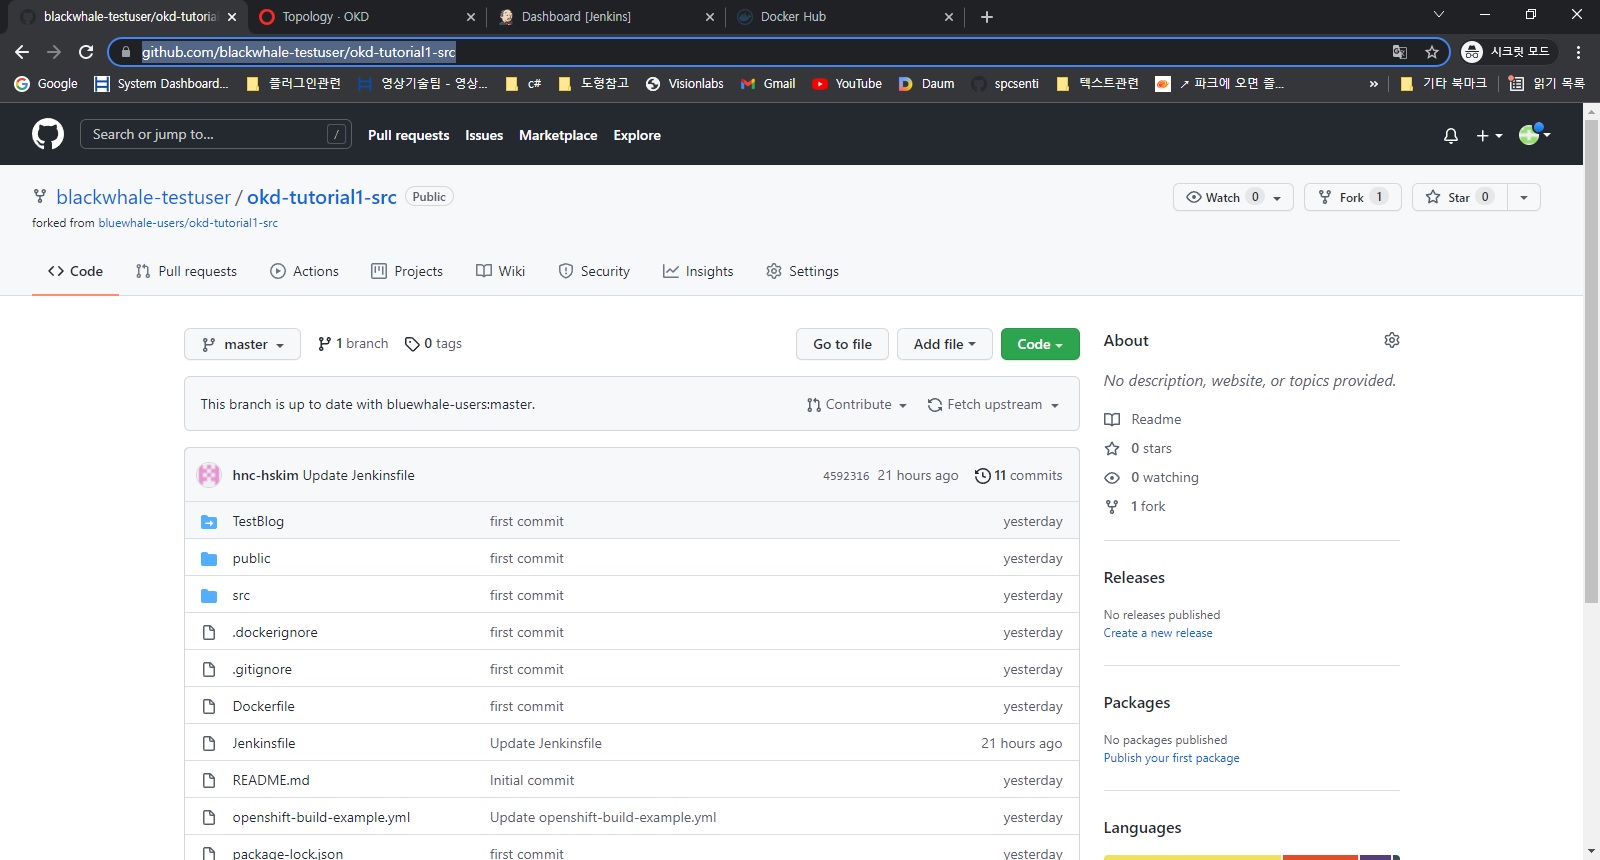 blackwhale-testuser/okd-tutorial
Topology · OKD
Dashboard [Jenkins]
Docker Hub
github.com/blackwhale-testuser/okd-tutorial1-src
시크릿 모드
Google
System Dashboard...
플러그인관련
영상기술팀 - 영상...
c#
도형참고
Visionlabs
Gmail
YouTube
Daum
spcsenti
텍스트관련
↗ 파크에 오면 즐...
»
기타 북마크
읽기 목록
Search or jump to...
/
Pull requests
Issues
Marketplace
Explore
blackwhale-testuser / okd-tutorial1-src
Public
Watch 0
Fork 1
Star 0
forked from bluewhale-users/okd-tutorial1-src
Code
Pull requests
Actions
Projects
Wiki
Security
Insights
Settings
master
1 branch
0 tags
Go to file
Add file
Code
This branch is up to date with bluewhale-users:master.
Contribute
Fetch upstream
hnc-hskim Update Jenkinsfile
4592316 21 hours ago
11 commits
TestBlog first commit yesterday
public first commit yesterday
src first commit yesterday
.dockerignore first commit yesterday
.gitignore first commit yesterday
Dockerfile first commit yesterday
Jenkinsfile Update Jenkinsfile 21 hours ago
README.md Initial commit yesterday
openshift-build-example.yml Update openshift-build-example.yml yesterday
package-lock.json first commit yesterday
About
No description, website, or topics provided.
Readme
0 stars
0 watching
1 fork
Releases
No releases published
Create a new release
Packages
No packages published
Publish your first package
Languages